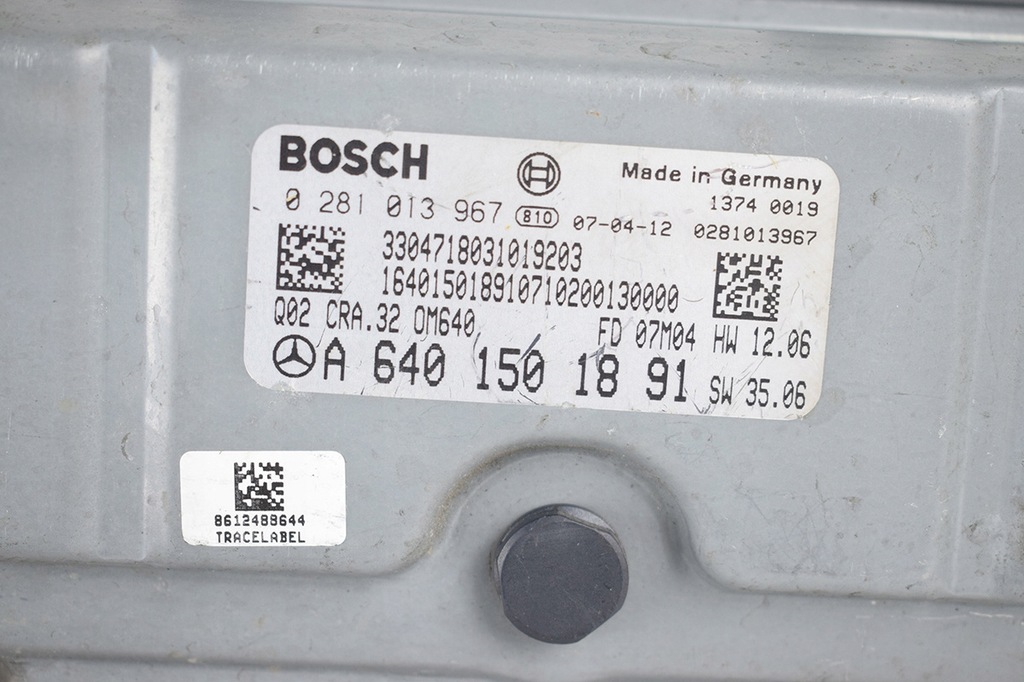 BOSCH
Made in Germany
1374 0019
0 281 013 967 810 07-04-12 0281013967
3304718031019203
164015018910710200130000
Q02 CRA.32 OM640 FD 07M04 HW 12.06
A 640 150 18 91 SW 35.06
8612488644
TRACELABEL